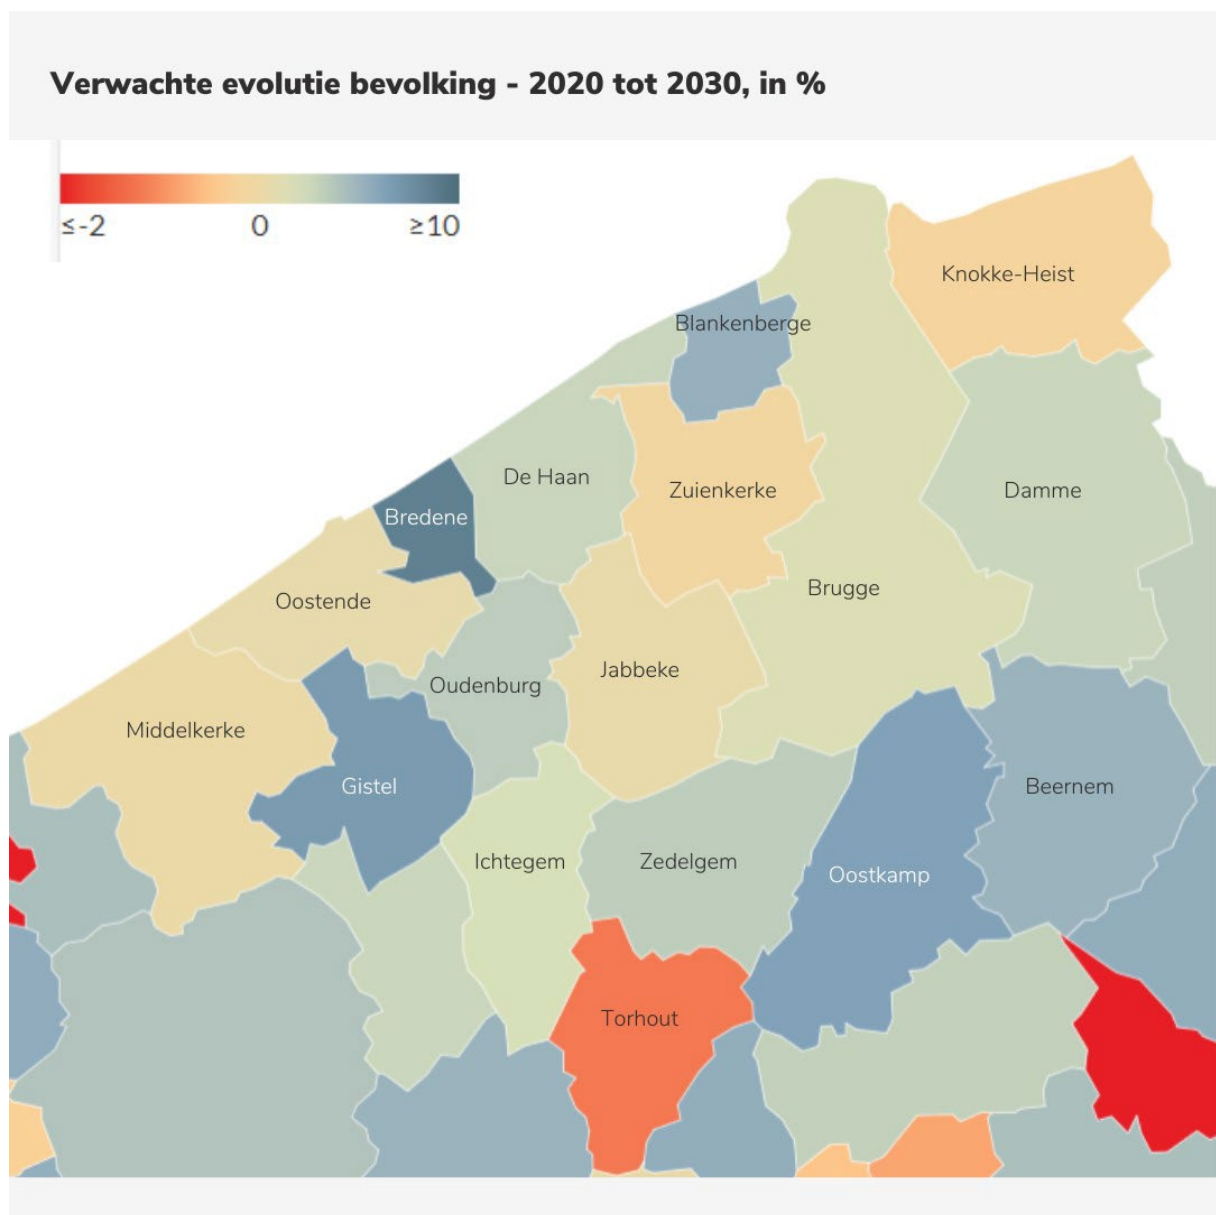 Verwachte evolutie bevolking - 2020 tot 2030, in %
≤-2 0 ≥10
Knokke-Heist
Blankenberge
De Haan
Zuienkerke
Damme
Bredene
Brugge
Oostende
Jabbeke
Oudenburg
Middelkerke
Gistel
Beernem
Ichtegem
Zedelgem
Oostkamp
Torhout